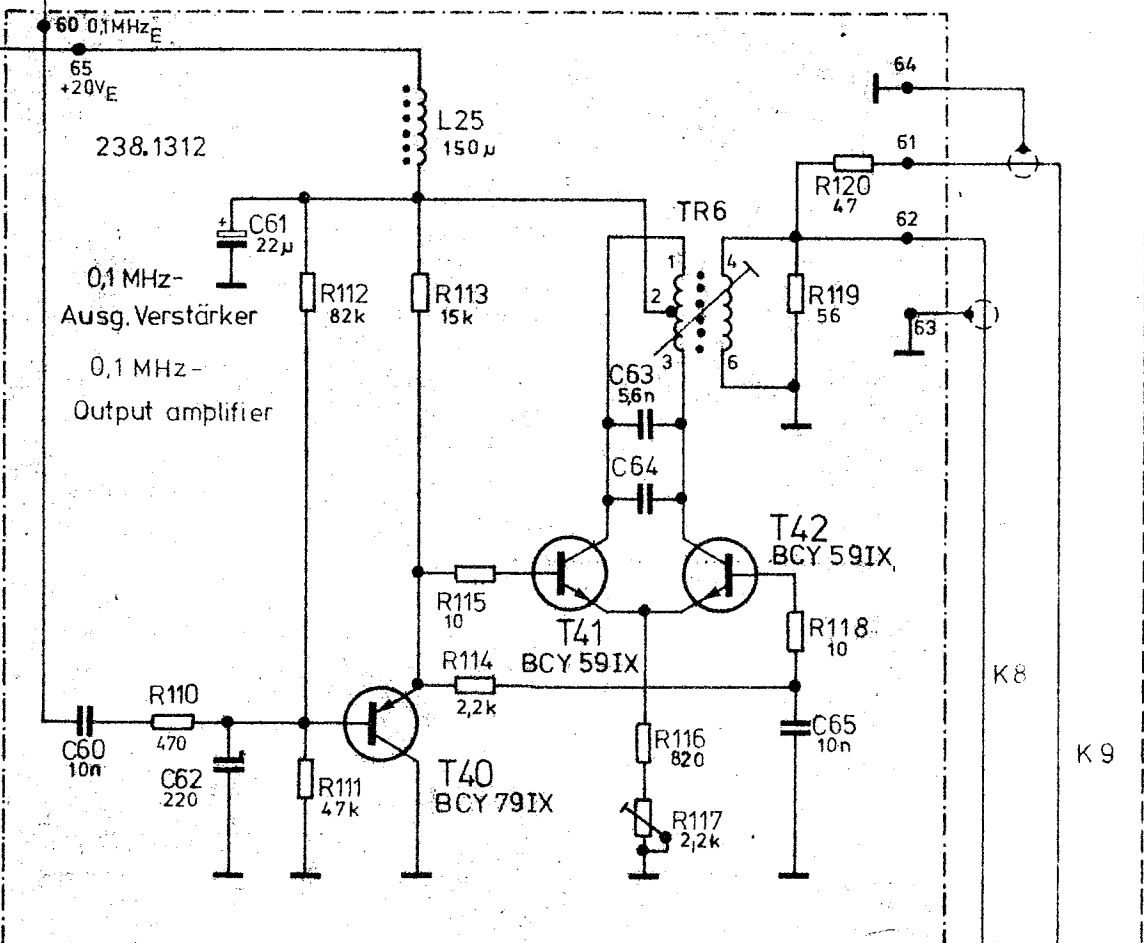 60 0,1MHzE
65
+20VE
238.1312
L25
150µ
64
61
R120
47
62
TR6
+
C61
22µ
0,1 MHz-
Ausg. Verstärker
0,1 MHz-
Output amplifier
R112
82k
R113
15k
1
2
3
4
6
R119
56
63
C63
5,6n
C64
T42
BCY 59IX
R115
10
T41
BCY 59IX
R118
10
R114
2,2k
K8
R110
470
C60
10n
C62
220
R111
47k
T40
BCY 79IX
R116
820
R117
2,2k
C65
10n
K9